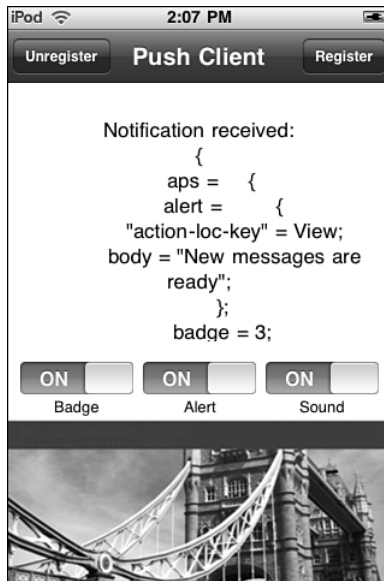 iPod 2:07 PM
Unregister Push Client Register
Notification received:
{
aps = {
alert = {
"action-loc-key" = View;
body = "New messages are
ready";
};
badge = 3;
ON ON ON
Badge Alert Sound